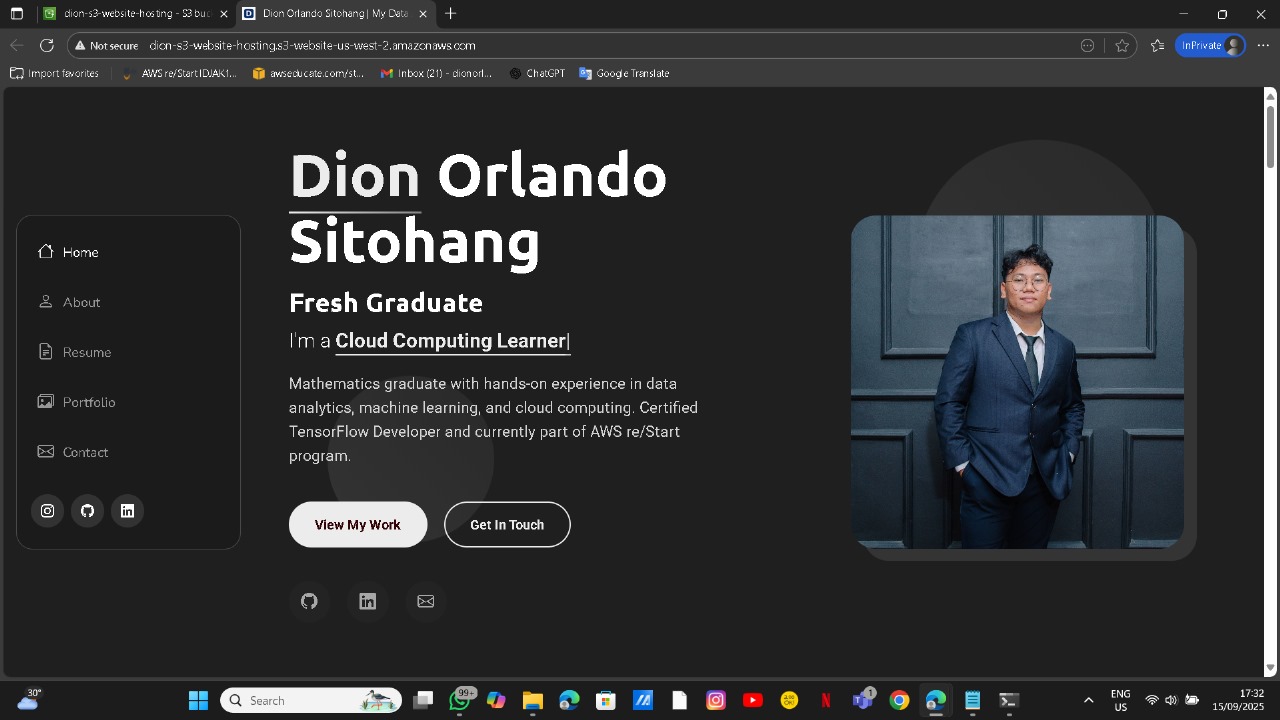 dion-s3-website-hosting - S3 buc
Dion Orlando Sitohang | My Data
Not secure
dion-s3-website-hosting.s3-website-us-west-2.amazonaws.com
InPrivate
Import favorites
AWS re/Start ID/AK1...
awseducate.com/st...
Inbox (21) - dionorl...
ChatGPT
Google Translate
Dion Orlando
Sitohang
Fresh Graduate
I'm a Cloud Computing Learner|
Mathematics graduate with hands-on experience in data
analytics, machine learning, and cloud computing. Certified
TensorFlow Developer and currently part of AWS re/Start
program.
View My Work
Get In Touch
Home
About
Resume
Portfolio
Contact
30°
Search
99+
1
ENG
US
17:32
15/09/2025